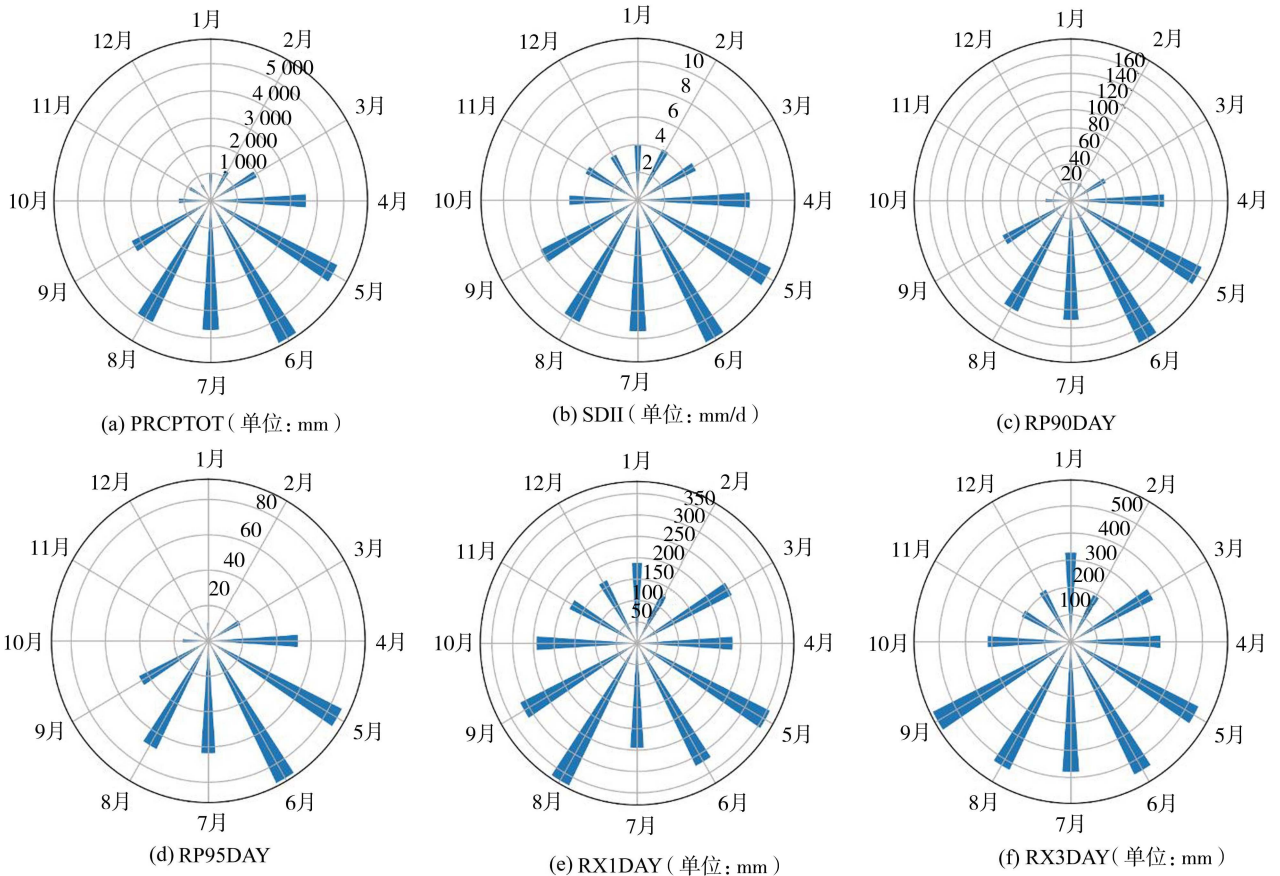 1月
12月
2月
11月
3月
10月
4月
9月
5月
8月
6月
7月
5 000
4 000
3 000
2 000
1 000
(a) PRCPTOT（单位：mm）
1月
12月
2月
11月
3月
10月
4月
9月
5月
8月
6月
7月
10
8
6
4
2
(b) SDII（单位：mm/d）
1月
12月
2月
11月
3月
10月
4月
9月
5月
8月
6月
7月
160
140
120
100
80
60
40
20
(c) RP90DAY
1月
12月
2月
11月
3月
10月
4月
9月
5月
8月
6月
7月
80
60
40
20
(d) RP95DAY
1月
12月
2月
11月
3月
10月
4月
9月
5月
8月
6月
7月
350
300
250
200
150
100
50
(e) RX1DAY（单位：mm）
1月
12月
2月
11月
3月
10月
4月
9月
5月
8月
6月
7月
500
400
300
200
100
(f) RX3DAY（单位：mm）